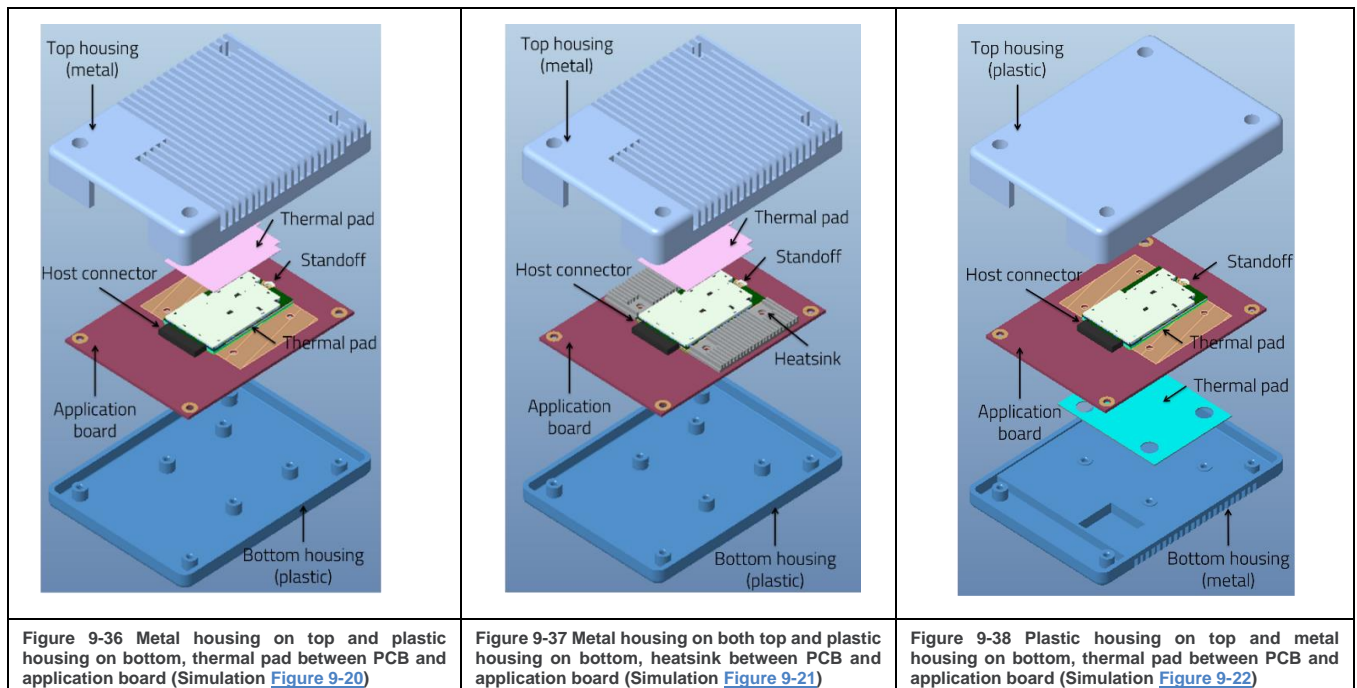 Top housing
(metal)
Thermal pad
Host connector
Standoff
Thermal pad
Application
board
Bottom housing
(plastic)
Figure 9-36 Metal housing on top and plastic
housing on bottom, thermal pad between PCB and
application board (Simulation Figure 9-20)
Top housing
(metal)
Thermal pad
Host connector
Standoff
Heatsink
Application
board
Bottom housing
(plastic)
Figure 9-37 Metal housing on both top and plastic
housing on bottom, heatsink between PCB and
application board (Simulation Figure 9-21)
Top housing
(plastic)
Host connector
Standoff
Thermal pad
Thermal pad
Application
board
Bottom housing
(metal)
Figure 9-38 Plastic housing on top and metal
housing on bottom, thermal pad between PCB and
application board (Simulation Figure 9-22)